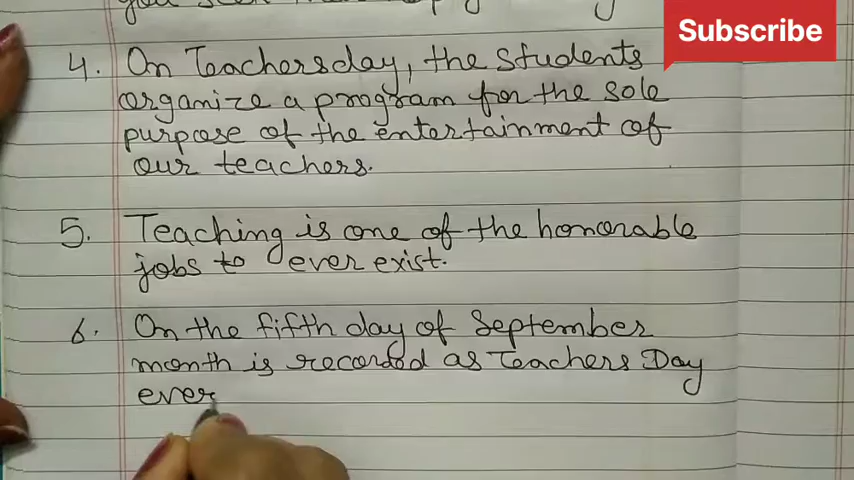 you
Subscribe
4. On Teachersday, the students
organize a program for the sole
purpose of the entertainment of
our teachers.
5. Teaching is one of the honorable
jobs to ever exist.
6. On the fifth day of September
month is recorded as Teachers Day
ever